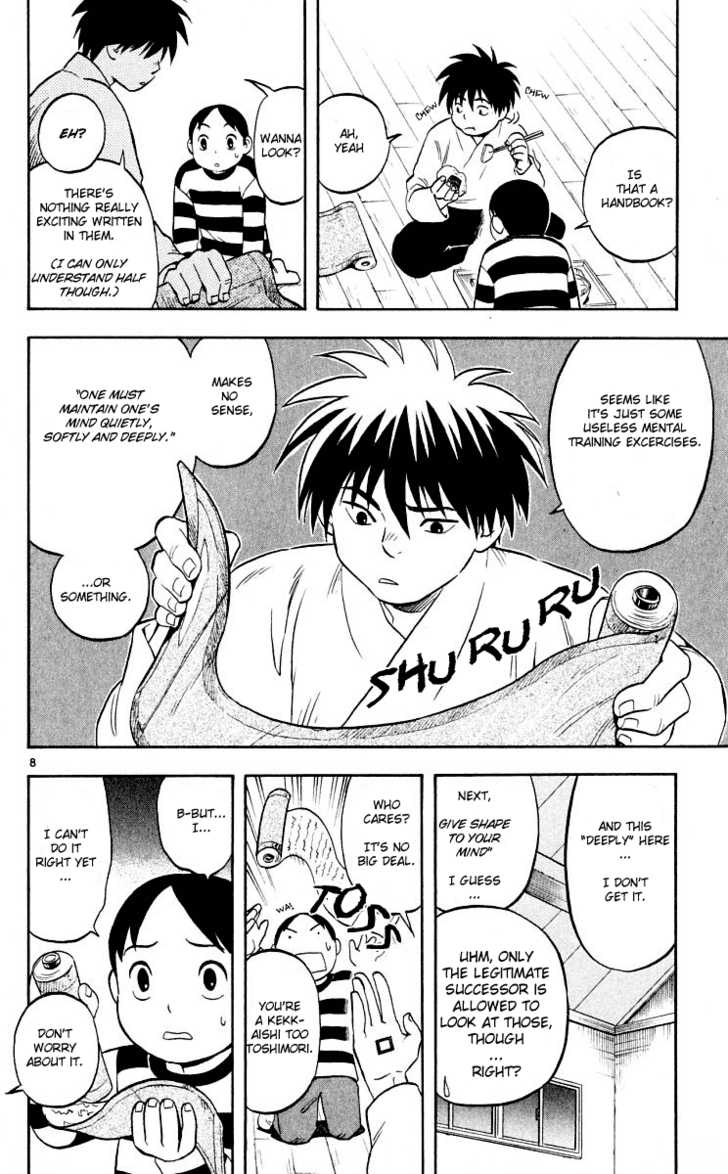 IS
THAT A
HANDBOOK?
CHEW
CHEW
AH,
YEAH
WANNA
LOOK?
EH?
THERE'S
NOTHING REALLY
EXCITING WRITTEN
IN THEM.
(I CAN ONLY
UNDERSTAND HALF
THOUGH.)
SEEMS LIKE
IT'S JUST SOME
USELESS MENTAL
TRAINING EXCERCISES.
MAKES
NO
SENSE,
"ONE MUST
MAINTAIN ONE'S
MIND QUIETLY,
SOFTLY AND DEEPLY."
...OR
SOMETHING.
SHU RU RU RU
8
AND THIS
"DEEPLY" HERE
...
I DON'T
GET IT.
NEXT,
GIVE SHAPE
TO YOUR
MIND"
I GUESS ...
UHM, ONLY
THE LEGITIMATE
SUCCESSOR IS
ALLOWED TO
LOOK AT THOSE,
THOUGH
...
RIGHT?
WHO
CARES?
IT'S NO
BIG DEAL.
TOSS
WA!
YOU'RE
A KEKK-
AISHI TOO
TOSHIMORI.
B-BUT...
I...
I CAN'T
DO IT
RIGHT YET
...
DON'T
WORRY
ABOUT IT.